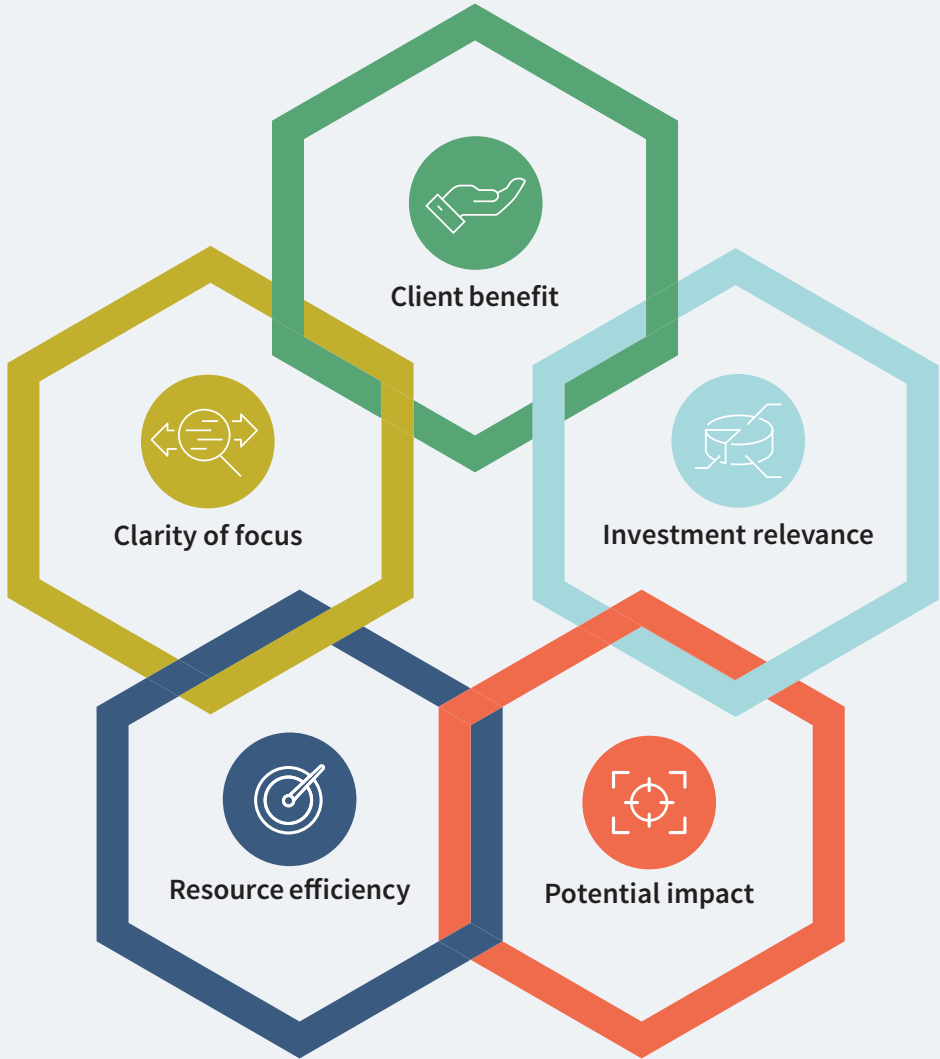 Client benefit
Clarity of focus
Investment relevance
Resource efficiency
Potential impact